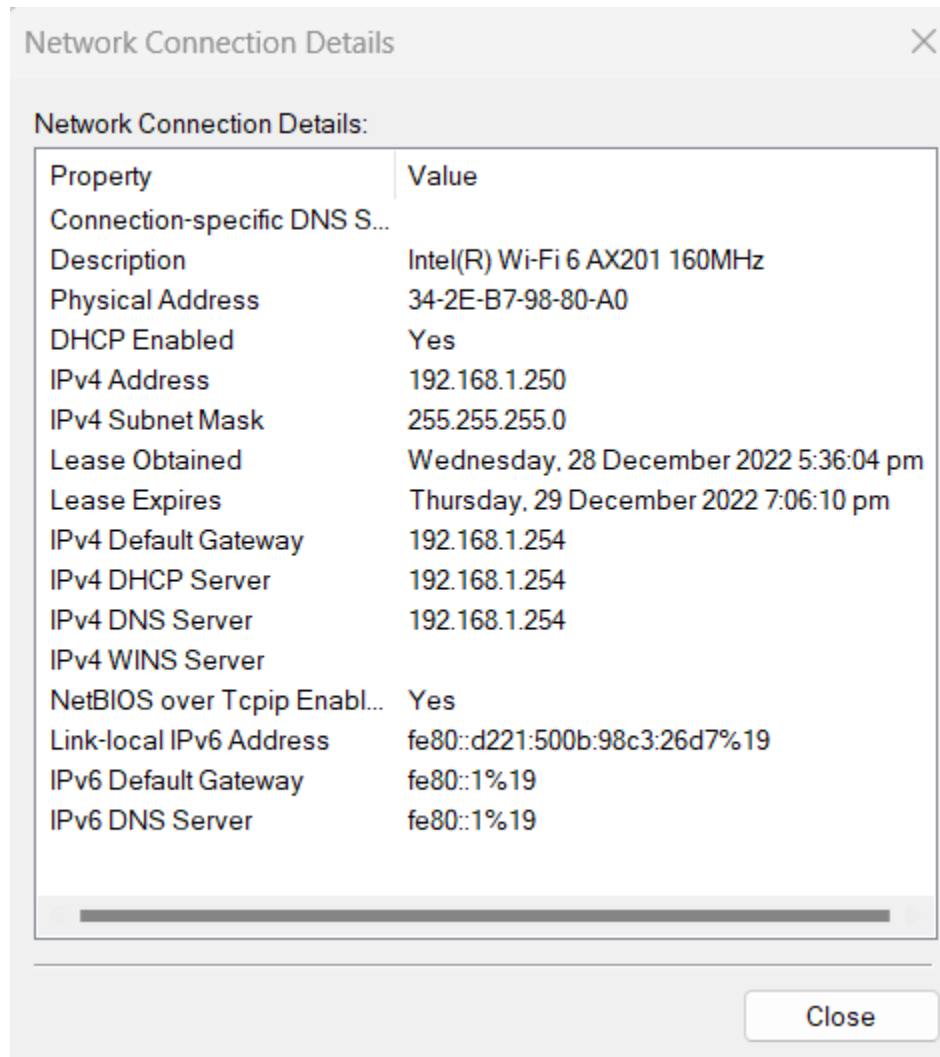 Network Connection Details
Network Connection Details:
Property Value
Connection-specific DNS S...
Description Intel(R) Wi-Fi 6 AX201 160MHz
Physical Address 34-2E-B7-98-80-A0
DHCP Enabled Yes
IPv4 Address 192.168.1.250
IPv4 Subnet Mask 255.255.255.0
Lease Obtained Wednesday, 28 December 2022 5:36:04 pm
Lease Expires Thursday, 29 December 2022 7:06:10 pm
IPv4 Default Gateway 192.168.1.254
IPv4 DHCP Server 192.168.1.254
IPv4 DNS Server 192.168.1.254
IPv4 WINS Server
NetBIOS over Tcpip Enabl... Yes
Link-local IPv6 Address fe80::d221:500b:98c3:26d7%19
IPv6 Default Gateway fe80::1%19
IPv6 DNS Server fe80::1%19
Close